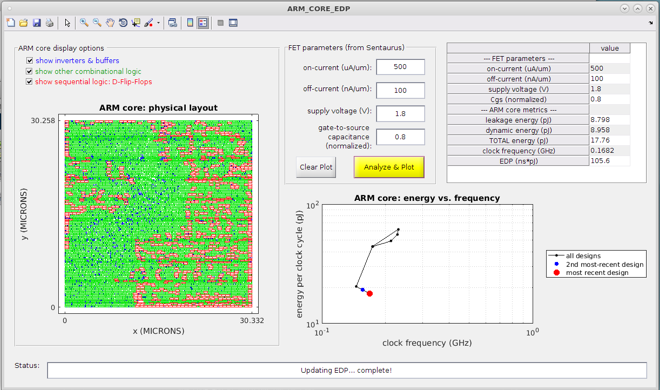 ARM_CORE_EDP
ARM core display options
show inverters & buffers
show other combinational logic
show sequential logic: D-Flip-Flops
ARM core: physical layout
30.258
y (MICRONS)
0
0
30.332
x (MICRONS)
FET parameters (from Sentaurus)
on-current (uA/um):
500
off-current (nA/um):
100
supply voltage (V):
1.8
gate-to-source
capacitance
(normalized):
0.8
Clear Plot
Analyze & Plot
value
--- FET parameters ---
on-current (uA/um) 500
off-current (nA/um) 100
supply voltage (V) 1.8
Cgs (normalized) 0.8
--- ARM core metrics ---
leakage energy (pJ) 8.798
dynamic energy (pJ) 8.958
TOTAL energy (pJ) 17.76
clock frequency (GHz) 0.1682
EDP (ns*pJ) 105.6
ARM core: energy vs. frequency
10²
energy per clock cycle (pJ)
10¹
10⁻¹
10⁰
clock frequency (GHz)
all designs
2nd most-recent design
most recent design
Status:
Updating EDP... complete!